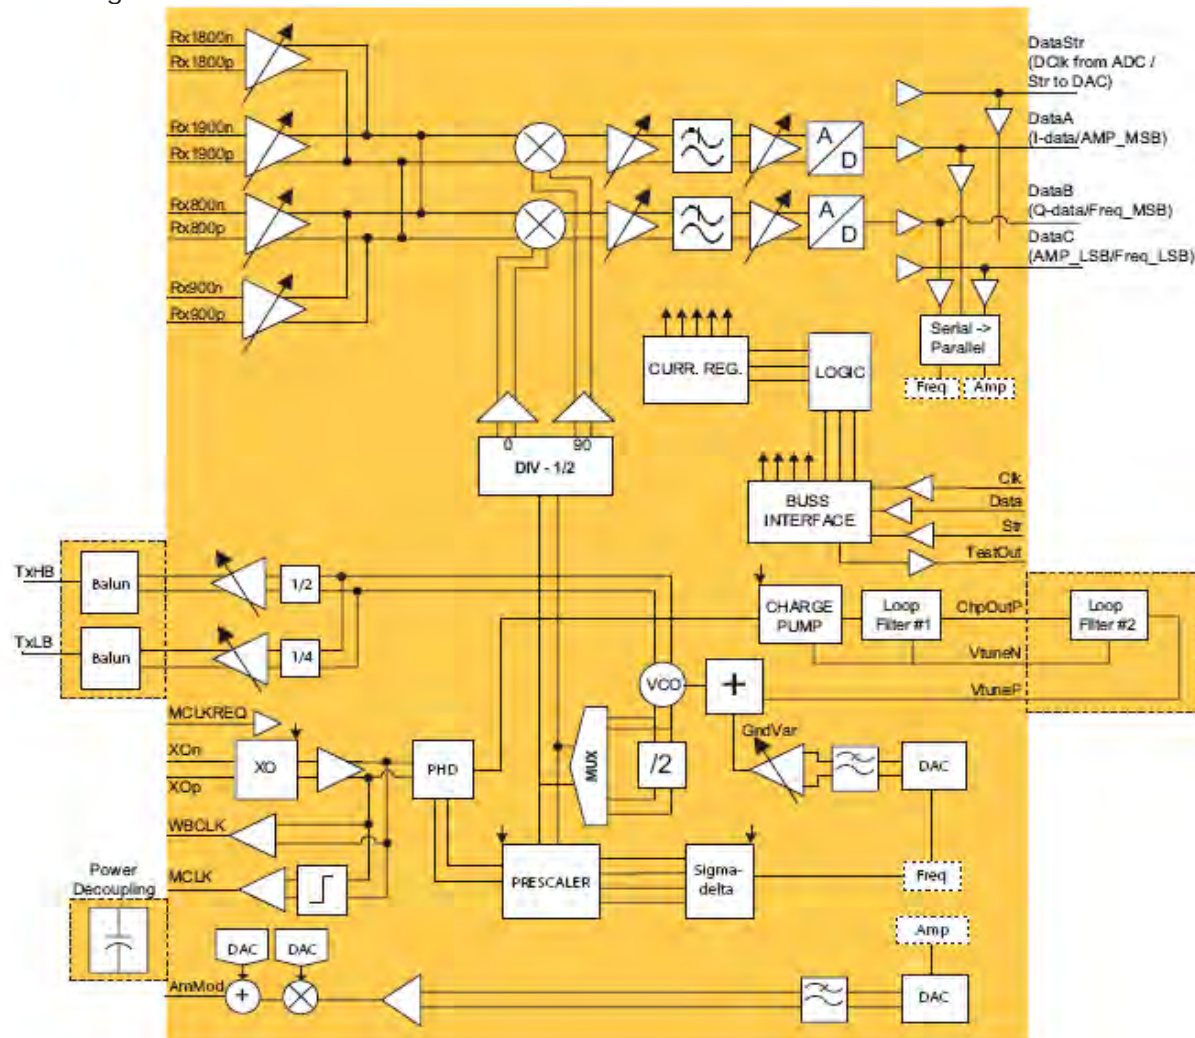 Rx1800n
Rx1800p
Rx1900n
Rx1900p
Rx800n
Rx800p
Rx900n
Rx900p
A
D
A
D
DataStr
(DClk from ADC /
Str to DAC)
DataA
(I-data/AMP_MSB)
DataB
(Q-data/Freq_MSB)
DataC
(AMP_LSB/Freq_LSB)
Serial ->
Parallel
Freq
Amp
CURR. REG.
LOGIC
0
90
DIV - 1/2
BUSS
INTERFACE
Clk
Data
Str
TestOut
TxHB
Balun
1/2
TxLB
Balun
1/4
CHARGE
PUMP
Loop
Filter #1
ChpOutP
Loop
Filter #2
VtuneN
VtuneP
VCO
+
MCLKREQ
XOn
XOp
XO
PHD
MUX
/2
GndVar
DAC
WBCLK
MCLK
PRESCALER
Sigma-
delta
Freq
Power
Decoupling
Amp
DAC
DAC
AmMod
+
DAC